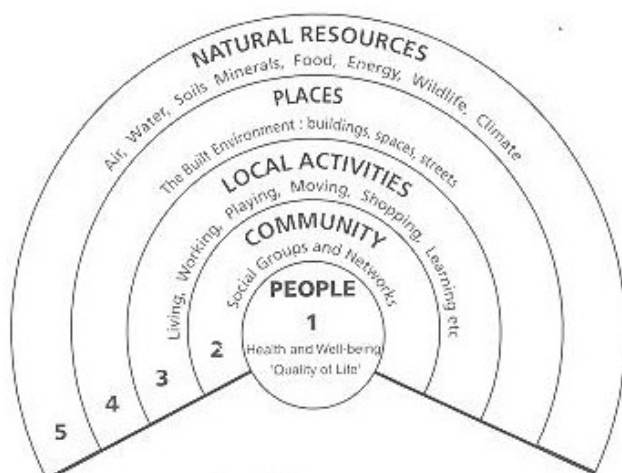 NATURAL RESOURCES
Air, Water, Soils Minerals, Food, Energy, Wildlife, Climate
PLACES
The Built Environment : buildings, spaces, streets
LOCAL ACTIVITIES
Living, Working, Playing, Moving, Shopping, Learning etc
COMMUNITY
Social Groups and Networks
PEOPLE
1
Health and Well-being
'Quality of Life'
2
3
4
5